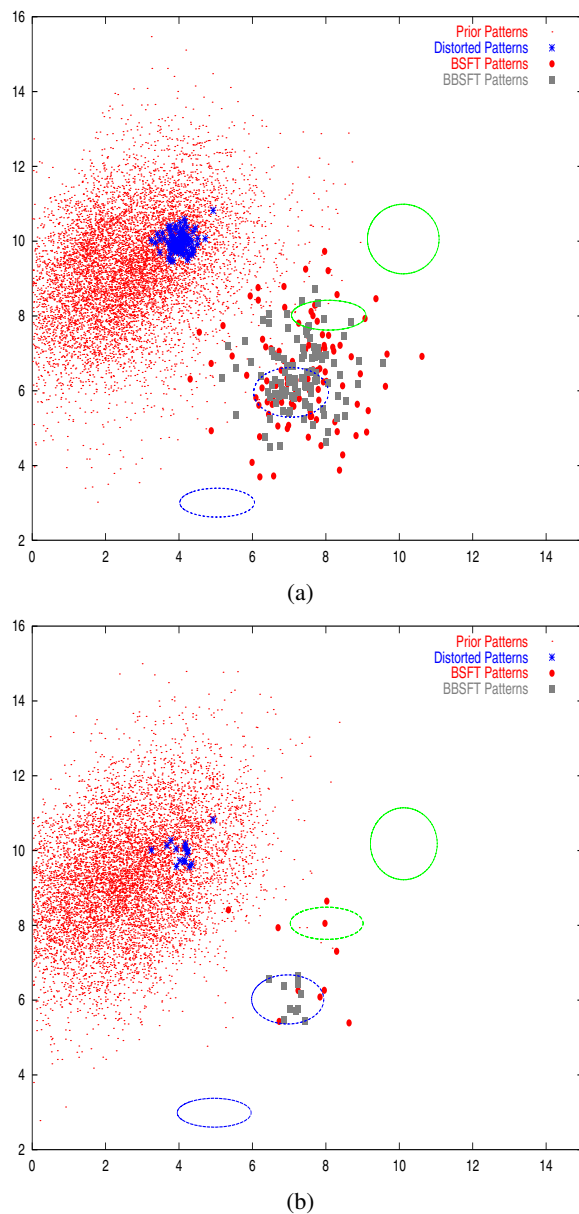 16
Prior Patterns
Distorted Patterns
14
BSFT Patterns
BBSFT Patterns
12
10
8
6
4
2
0 2 4 6 8 10 12 14
(a)
16
Prior Patterns
Distorted Patterns
14
BSFT Patterns
BBSFT Patterns
12
10
8
6
4
2
0 2 4 6 8 10 12 14
(b)